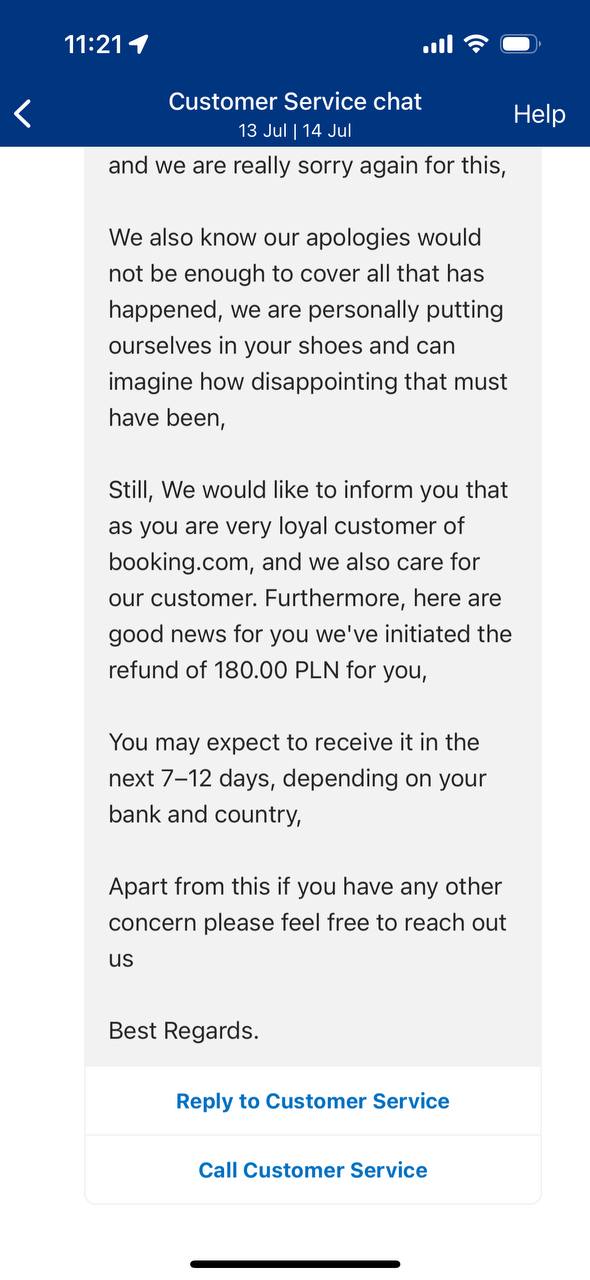 11:21
Customer Service chat
13 Jul | 14 Jul
Help
and we are really sorry again for this,
We also know our apologies would
not be enough to cover all that has
happened, we are personally putting
ourselves in your shoes and can
imagine how disappointing that must
have been,
Still, We would like to inform you that
as you are very loyal customer of
booking.com, and we also care for
our customer. Furthermore, here are
good news for you we've initiated the
refund of 180.00 PLN for you,
You may expect to receive it in the
next 7–12 days, depending on your
bank and country,
Apart from this if you have any other
concern please feel free to reach out
us
Best Regards.
Reply to Customer Service
Call Customer Service